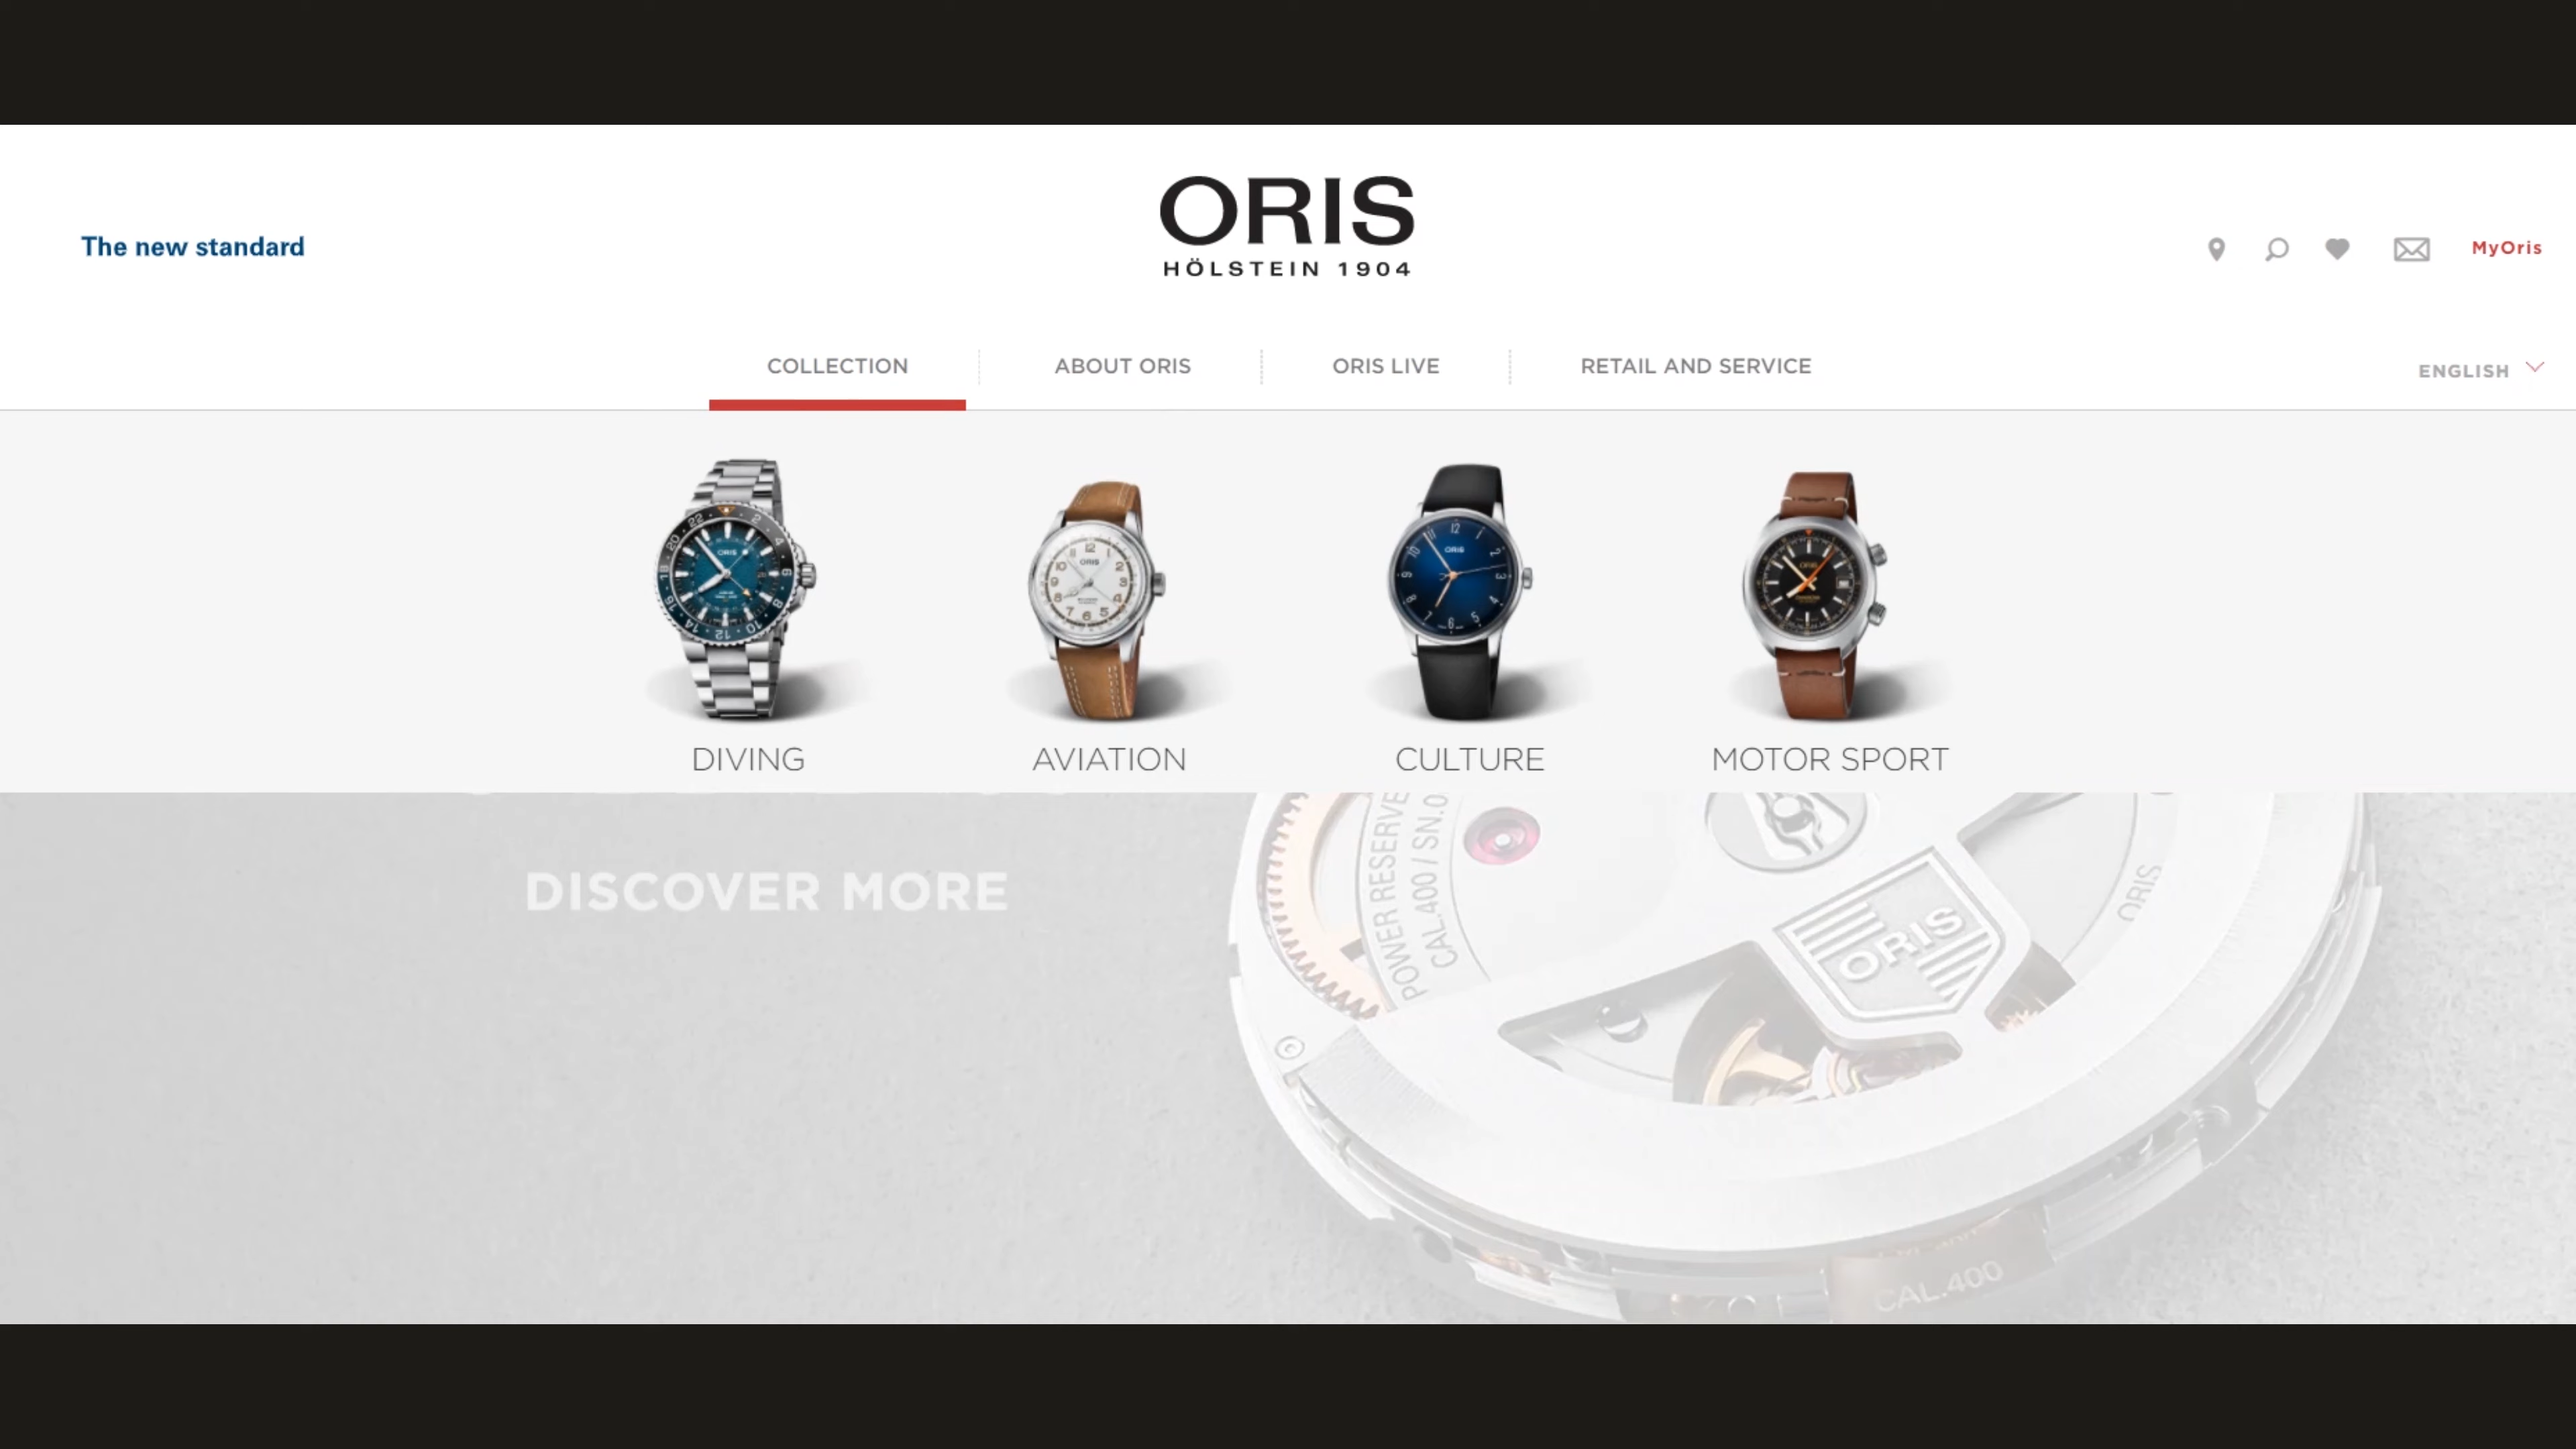 ORIS
HÖLSTEIN 1904
The new standard
MyOris
COLLECTION
ABOUT ORIS
ORIS LIVE
RETAIL AND SERVICE
ENGLISH
DIVING
AVIATION
CULTURE
MOTOR SPORT
DISCOVER MORE
POWER RESERVE
CAL.400 / SN.0
ORIS
ORIS
©
CAL.400